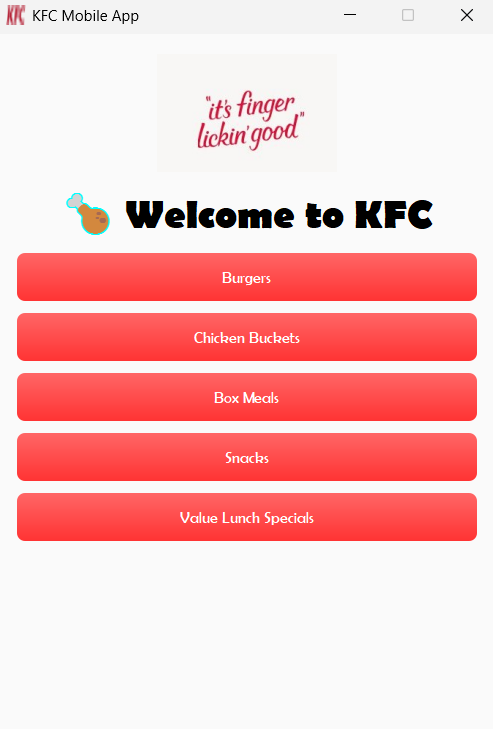 KFC KFC Mobile App
"it's finger
lickin' good"
Welcome to KFC
Burgers
Chicken Buckets
Box Meals
Snacks
Value Lunch Specials